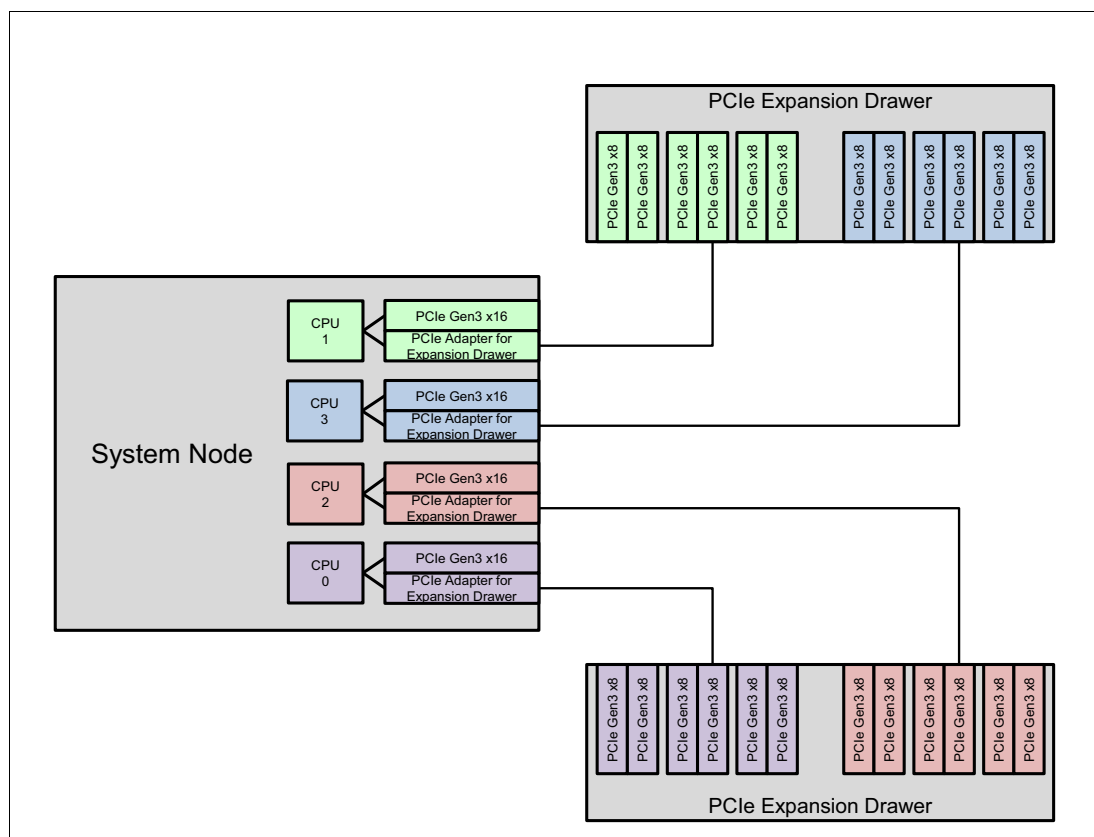 PCIe Expansion Drawer
PCIe Gen3 x8
PCIe Gen3 x8
PCIe Gen3 x8
PCIe Gen3 x8
PCIe Gen3 x8
PCIe Gen3 x8
PCIe Gen3 x8
PCIe Gen3 x8
PCIe Gen3 x8
PCIe Gen3 x8
PCIe Gen3 x8
PCIe Gen3 x8
System Node
CPU
1
PCIe Gen3 x16
PCIe Adapter for
Expansion Drawer
CPU
3
PCIe Gen3 x16
PCIe Adapter for
Expansion Drawer
CPU
2
PCIe Gen3 x16
PCIe Adapter for
Expansion Drawer
CPU
0
PCIe Gen3 x16
PCIe Adapter for
Expansion Drawer
PCIe Gen3 x8
PCIe Gen3 x8
PCIe Gen3 x8
PCIe Gen3 x8
PCIe Gen3 x8
PCIe Gen3 x8
PCIe Gen3 x8
PCIe Gen3 x8
PCIe Gen3 x8
PCIe Gen3 x8
PCIe Gen3 x8
PCIe Gen3 x8
PCIe Expansion Drawer